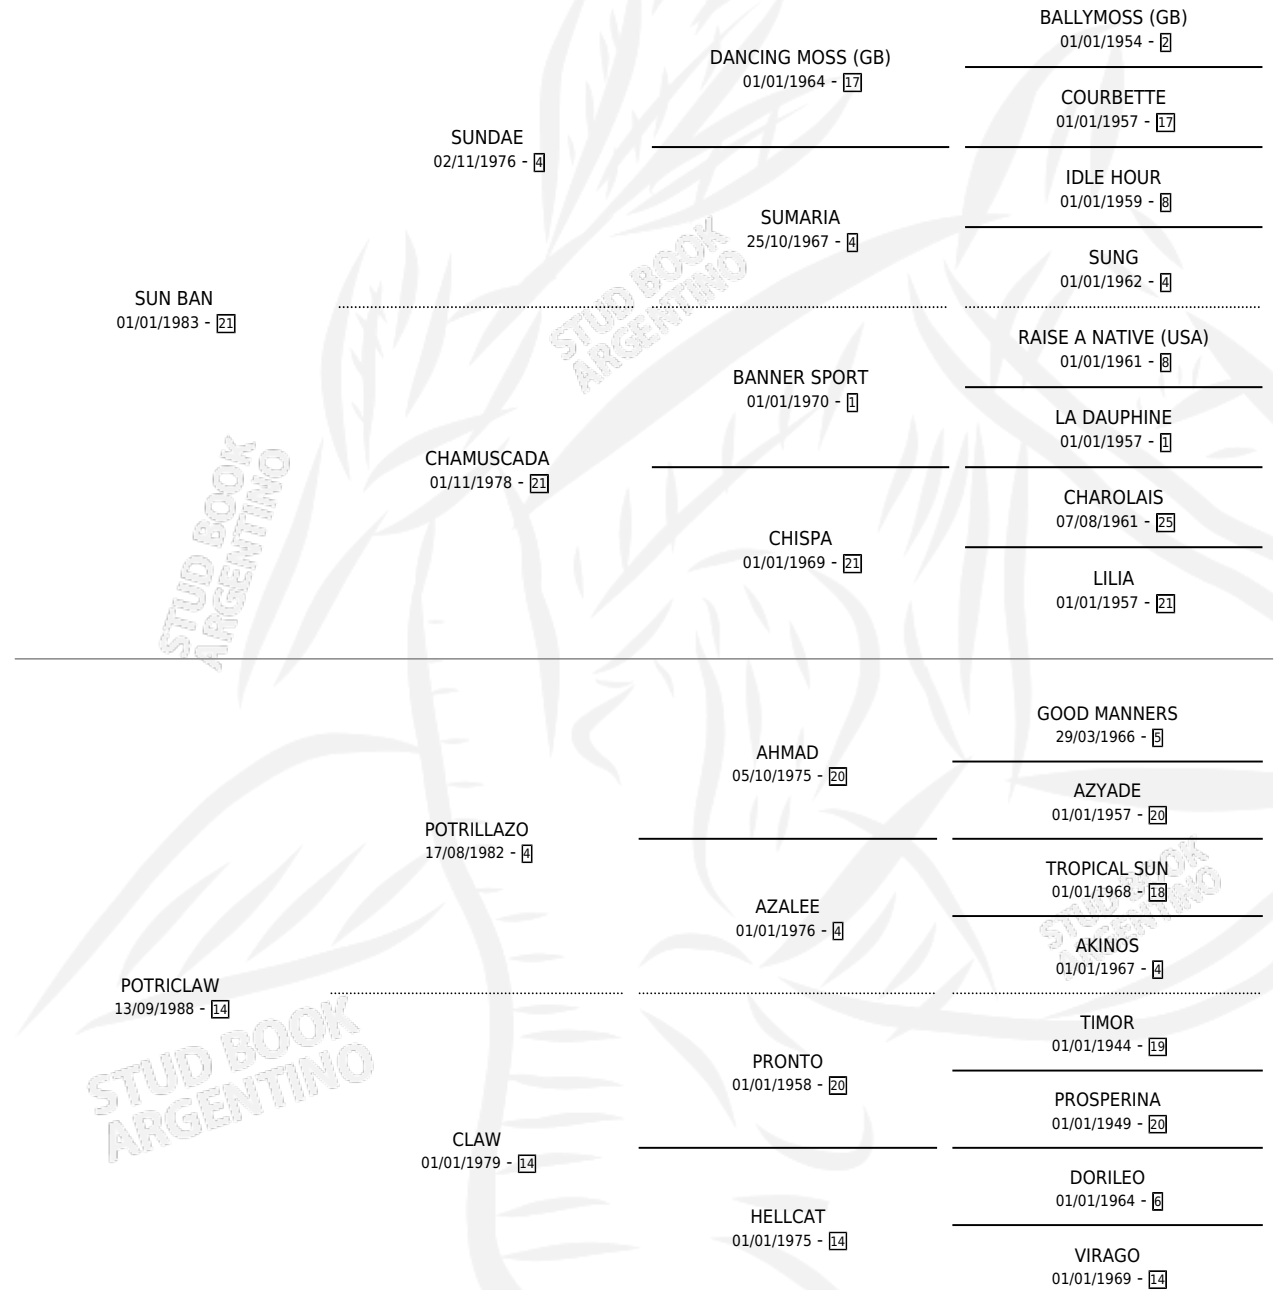 BALLYMOSS (GB)
01/01/1954 - 2
DANCING MOSS (GB)
01/01/1964 - 17
COURBETTE
01/01/1957 - 17
SUNDAE
02/11/1976 - 4
IDLE HOUR
01/01/1959 - 8
SUMARIA
25/10/1967 - 4
SUNG
01/01/1962 - 4
SUN BAN
01/01/1983 - 21
RAISE A NATIVE (USA)
01/01/1961 - 8
BANNER SPORT
01/01/1970 - 1
LA DAUPHINE
01/01/1957 - 1
CHAMUSCADA
01/11/1978 - 21
CHAROLAIS
07/08/1961 - 25
CHISPA
01/01/1969 - 21
LILIA
01/01/1957 - 21
STUD BOOK
ARGENTINO
STUD BOOK
ARGENTINO
GOOD MANNERS
29/03/1966 - 5
AHMAD
05/10/1975 - 20
AZYADE
01/01/1957 - 20
POTRILLAZO
17/08/1982 - 4
TROPICAL SUN
01/01/1968 - 18
AZALEE
01/01/1976 - 4
AKINOS
01/01/1967 - 4
STUD BOOK
ARGENTINO
POTRICLAW
13/09/1988 - 14
TIMOR
01/01/1944 - 19
PRONTO
01/01/1958 - 20
PROSPERINA
01/01/1949 - 20
CLAW
01/01/1979 - 14
DORILEO
01/01/1964 - 6
HELLCAT
01/01/1975 - 14
VIRAGO
01/01/1969 - 14
STUD BOOK
ARGENTINO